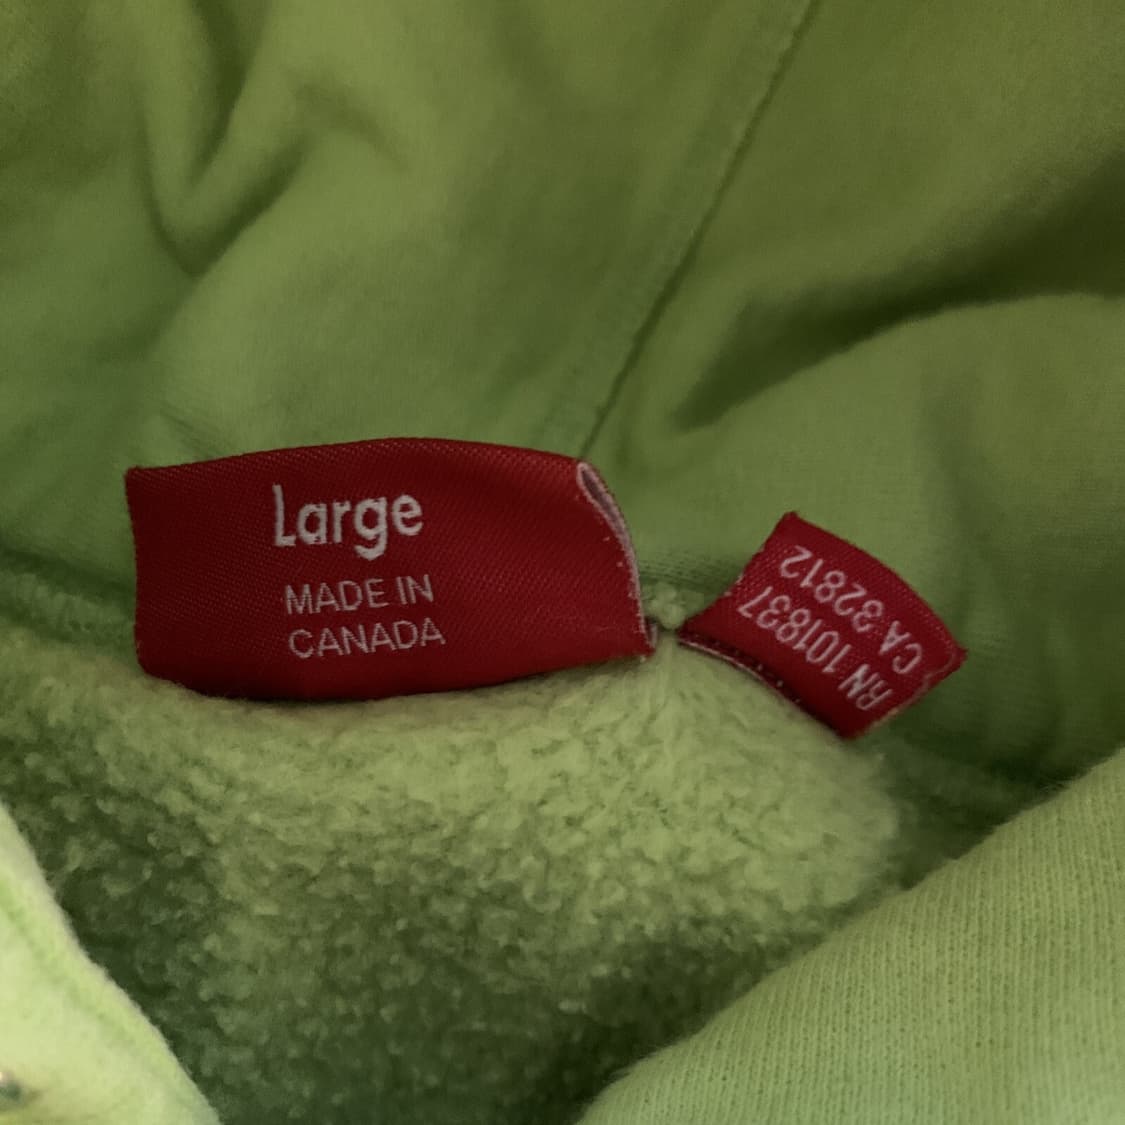 Large
MADE IN
CANADA
RN 101837
CA 32812